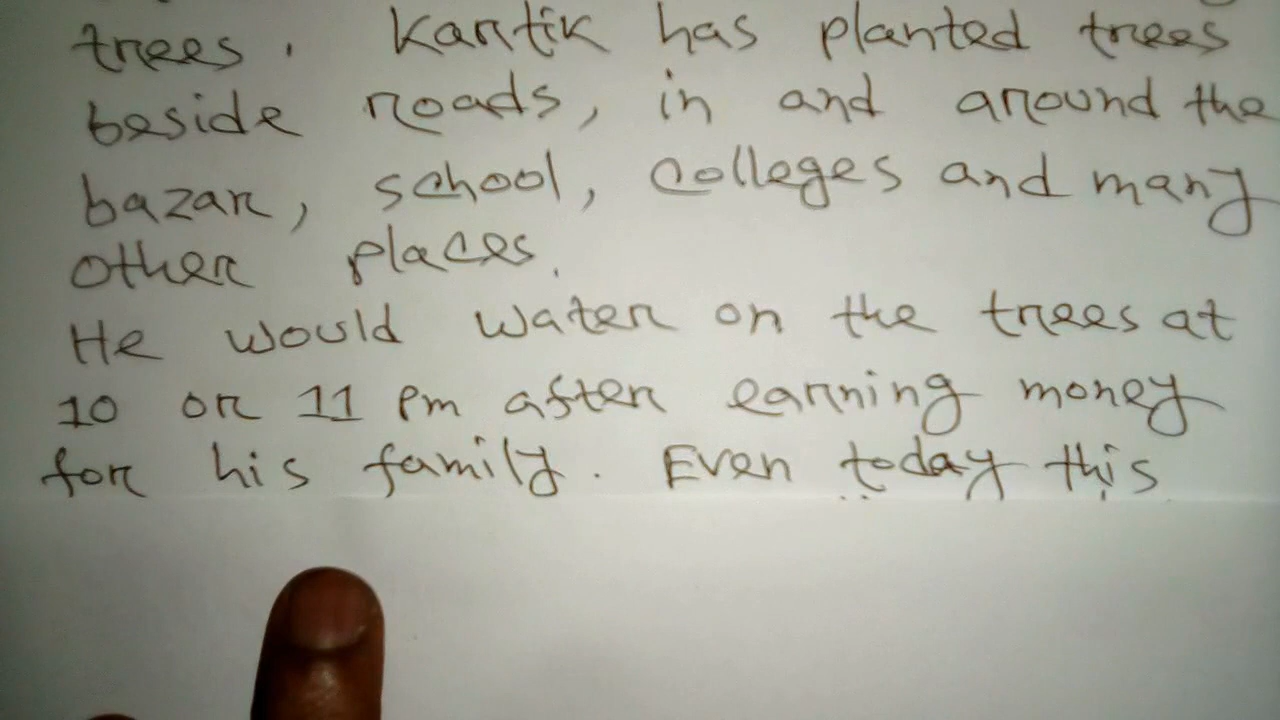 trees. Kartik has planted trees
beside roads, in and around the
bazar, school, colleges and many
other places.
He would water on the trees at
10 or 11 pm after earning money
for his family. Even today this